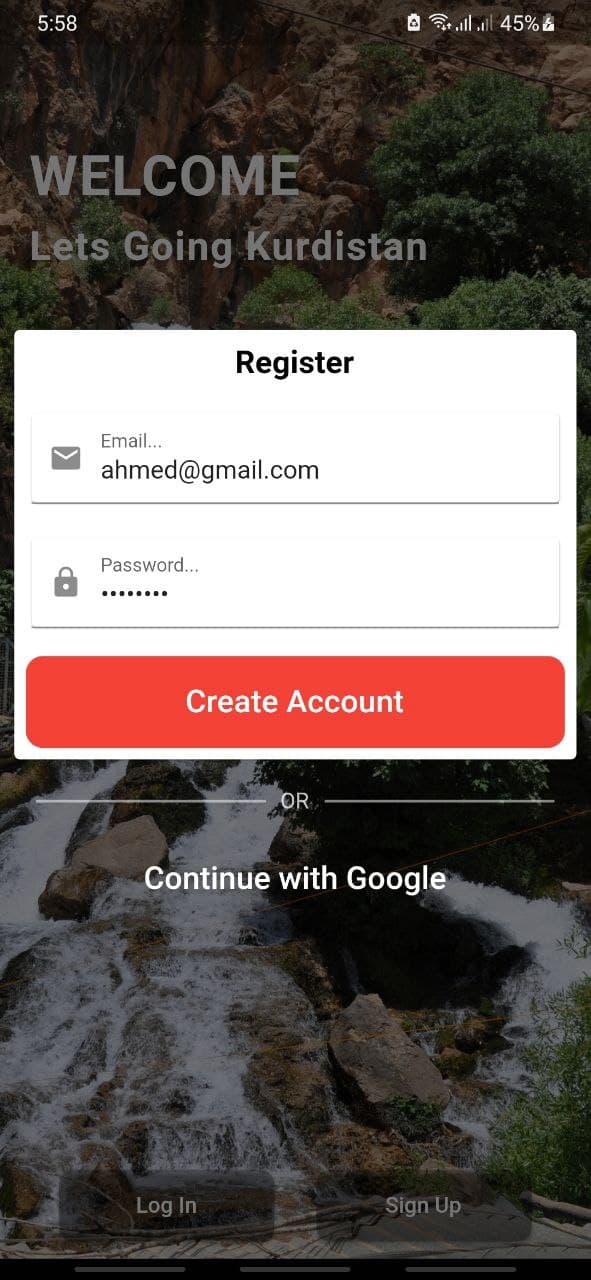 5:58
45%
WELCOME
Lets Going Kurdistan
Register
Email...
ahmed@gmail.com
Password...
••••••••
Create Account
OR
Continue with Google
Log In
Sign Up